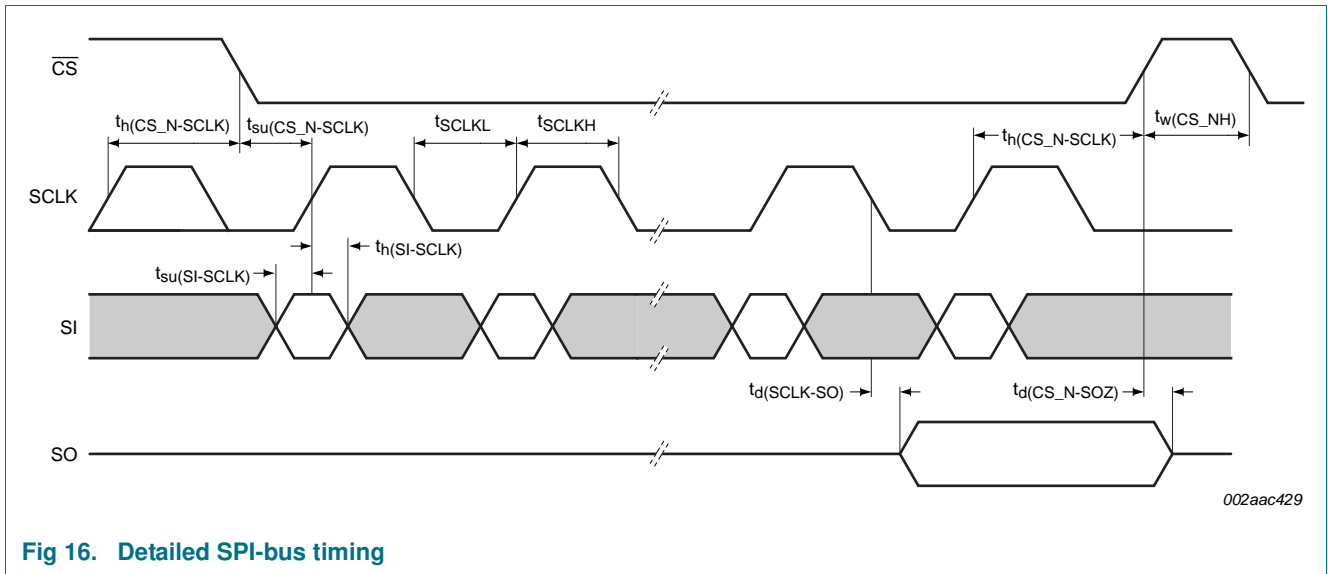 CS
th(CS_N-SCLK)
tsu(CS_N-SCLK)
tSCLKL
tSCLKH
th(CS_N-SCLK)
tw(CS_NH)
SCLK
th(SI-SCLK)
tsu(SI-SCLK)
SI
td(SCLK-SO)
td(CS_N-SOZ)
SO
002aac429
Fig 16. Detailed SPI-bus timing